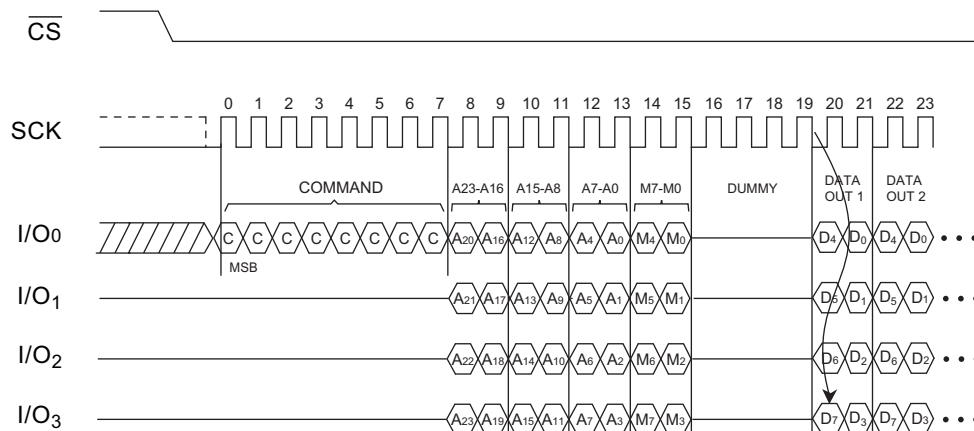 CS
0 1 2 3 4 5 6 7 8 9 10 11 12 13 14 15 16 17 18 19 20 21 22 23
SCK
COMMAND A23-A16 A15-A8 A7-A0 M7-M0 DUMMY DATA OUT 1 DATA OUT 2
I/O0 C C C C C C C C A20 A16 A12 A8 A4 A0 M4 M0 D4 D0 D4 D0 • • •
MSB
I/O1 A21 A17 A13 A9 A5 A1 M5 M1 D5 D1 D5 D1 • • •
I/O2 A22 A18 A14 A10 A6 A2 M6 M2 D6 D2 D6 D2 • • •
I/O3 A23 A19 A15 A11 A7 A3 M7 M3 D7 D3 D7 D3 • • •